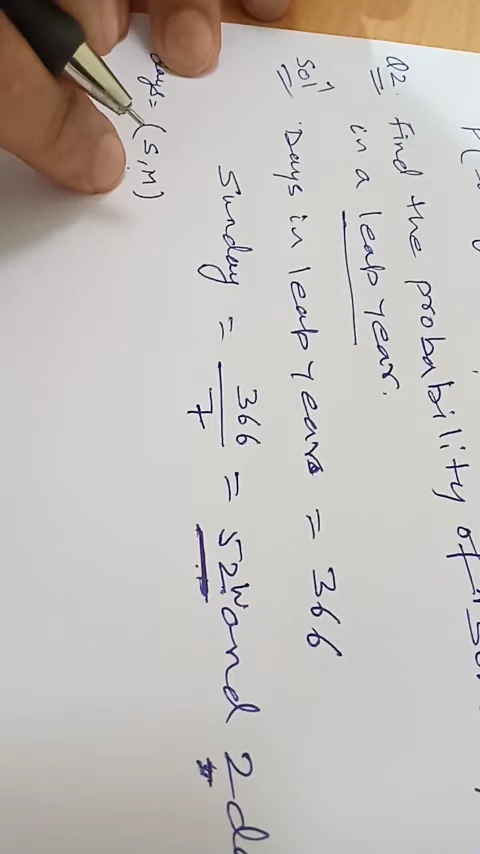 P(
Q2. Find the probability of
in a leap year.
Sol^n Days in leap years = 366
Sunday = 366/7 = 52W and 2
days = (S,M)